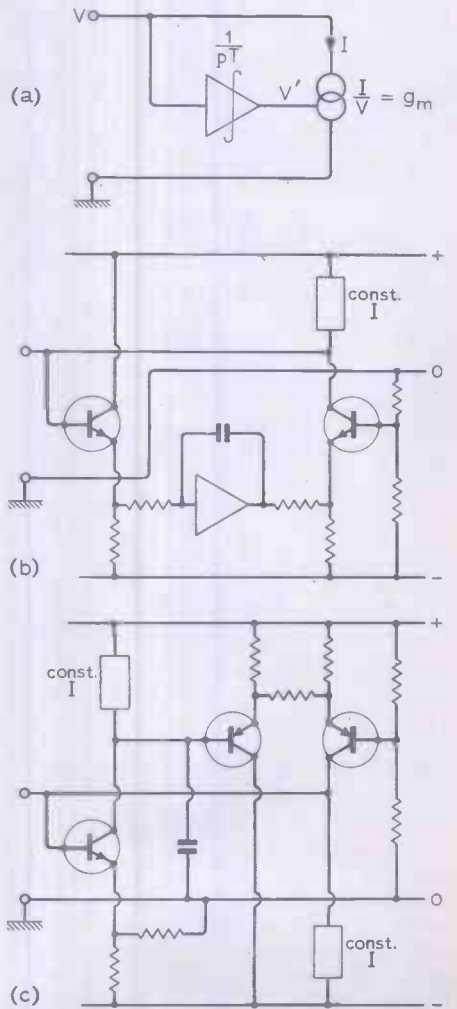 V
1
pT
I
(a)
V'
I
V
= gm
+
const.
I
0
(b)
-
+
const.
I
0
const.
I
(c)
-